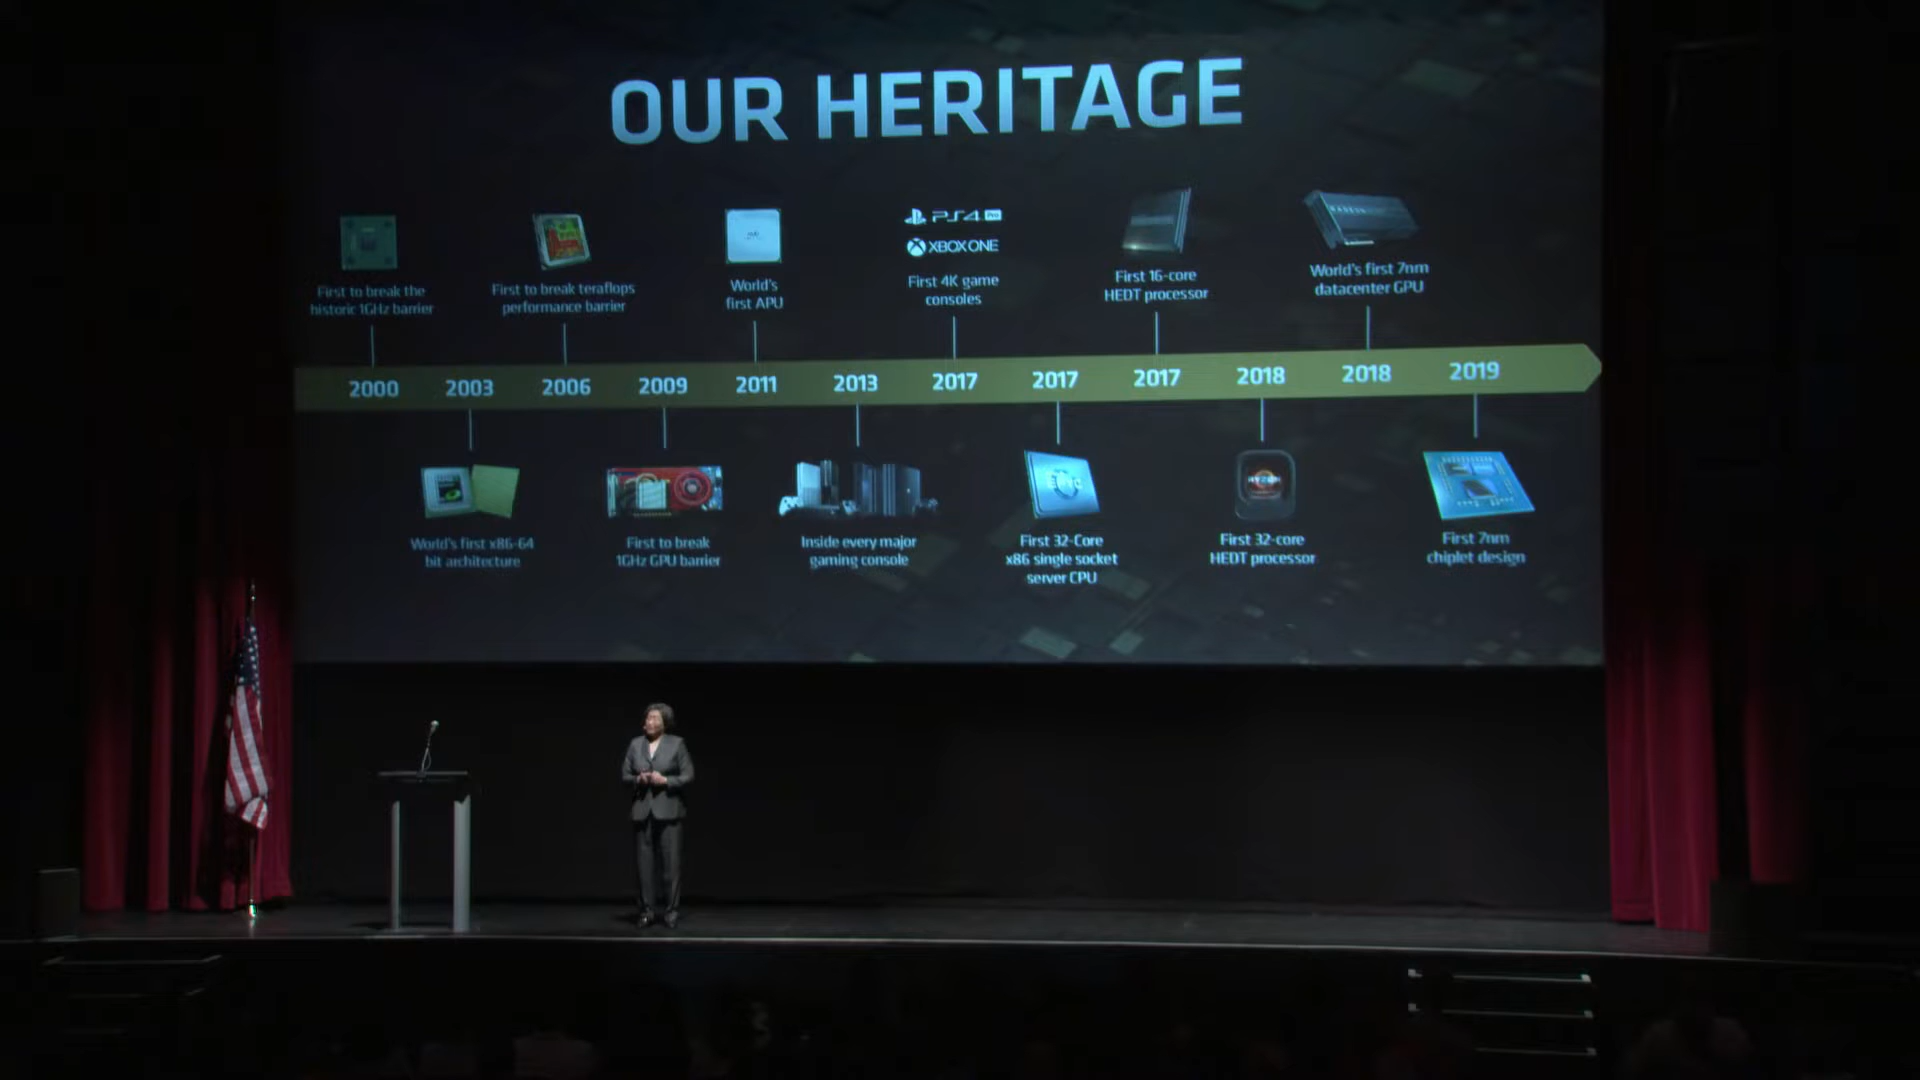 OUR HERITAGE
PS4 Pro
XBOX ONE
First to break the
historic 1GHz barrier
First to break teraflops
performance barrier
World's
first APU
First 4K game
consoles
First 16-core
HEDT processor
World's first 7nm
datacenter GPU
2000 2003 2006 2009 2011 2013 2017 2017 2017 2018 2018 2019
EPYC
RYZEN
World's first x86-64
bit architecture
First to break
1GHz GPU barrier
Inside every major
gaming console
First 32-Core
x86 single socket
server CPU
First 32-core
HEDT processor
First 7nm
chiplet design